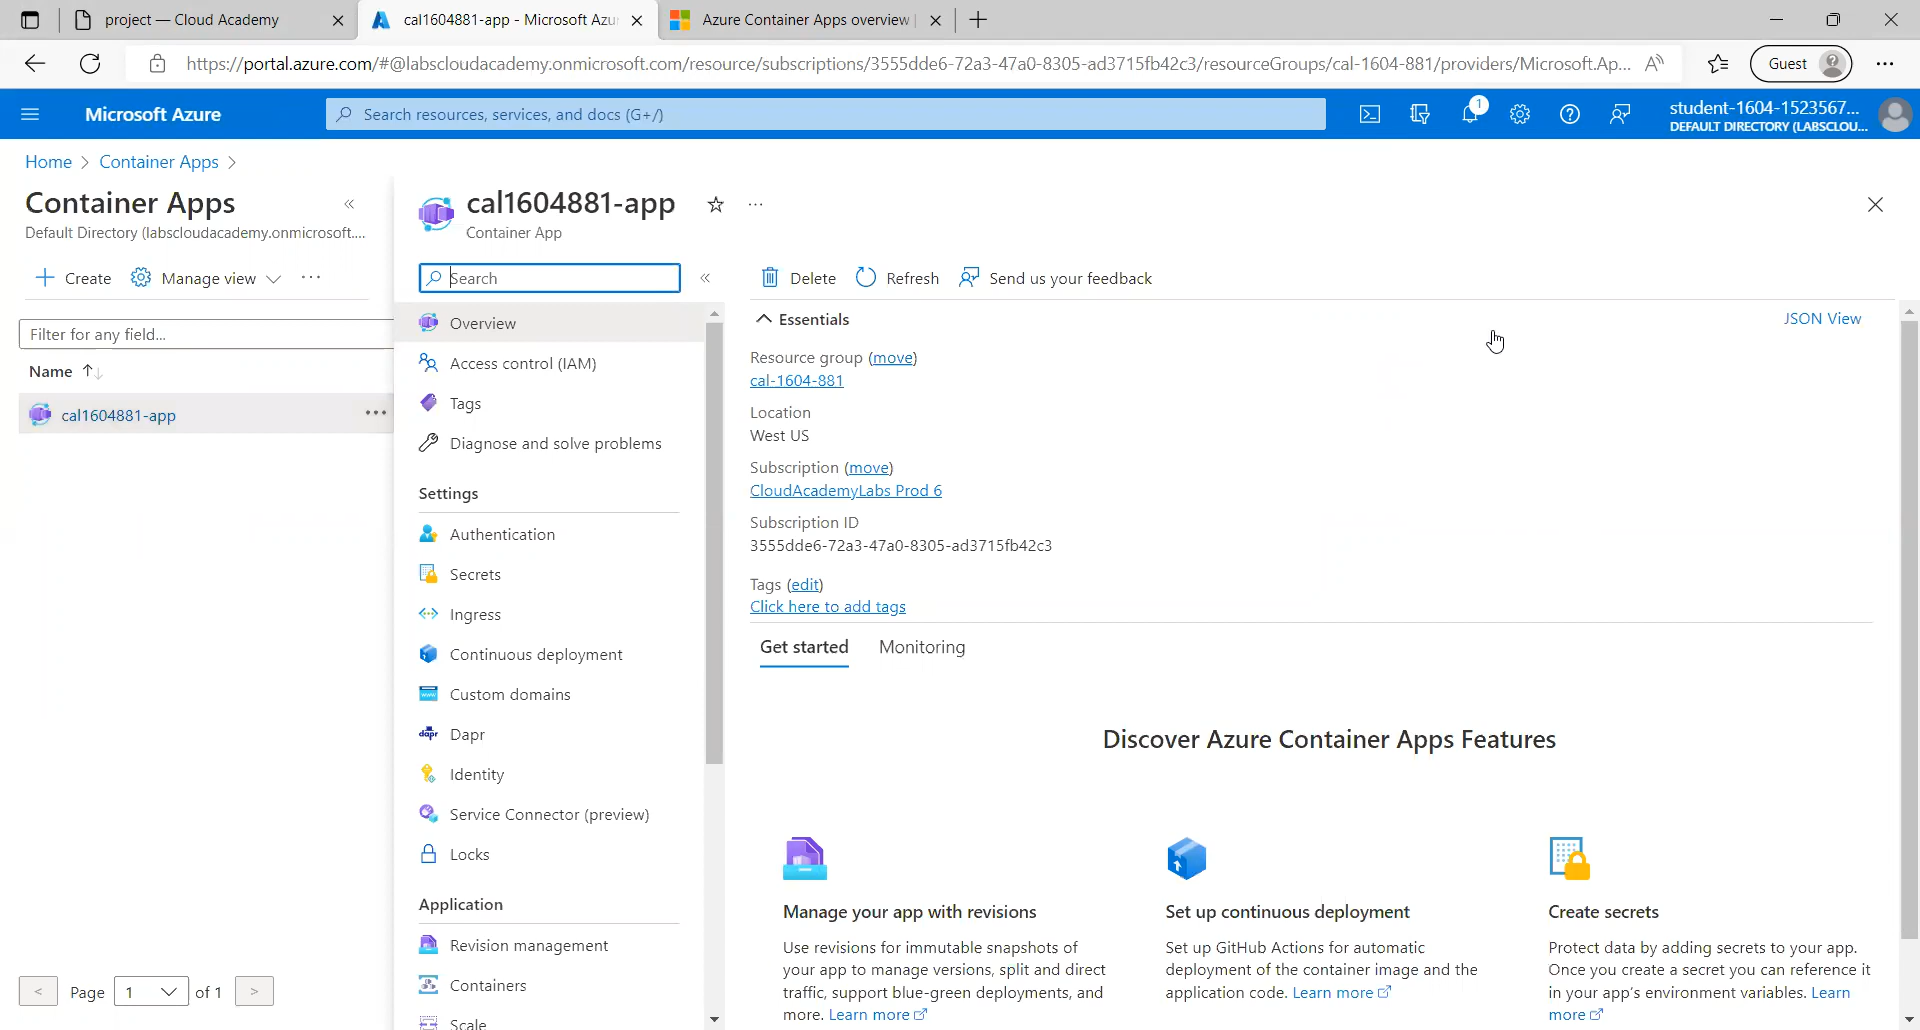 project — Cloud Academy
cal1604881-app - Microsoft Azu
Azure Container Apps overview
https://portal.azure.com/#@labscloudacademy.onmicrosoft.com/resource/subscriptions/3555dde6-72a3-47a0-8305-ad3715fb42c3/resourceGroups/cal-1604-881/providers/Microsoft.Ap...
Guest
Microsoft Azure
Search resources, services, and docs (G+/)
1
student-1604-1523567...
DEFAULT DIRECTORY (LABSCLOU...
Home > Container Apps >
Container Apps
Default Directory (labscloudacademy.onmicrosoft....
Create
Manage view
Filter for any field...
Name
cal1604881-app
< Page 1 of 1 >
cal1604881-app
Container App
Search
Overview
Access control (IAM)
Tags
Diagnose and solve problems
Settings
Authentication
Secrets
Ingress
Continuous deployment
Custom domains
dapr Dapr
Identity
Service Connector (preview)
Locks
Application
Revision management
Containers
Scale
Delete
Refresh
Send us your feedback
Essentials
JSON View
Resource group (move)
cal-1604-881
Location
West US
Subscription (move)
CloudAcademyLabs Prod 6
Subscription ID
3555dde6-72a3-47a0-8305-ad3715fb42c3
Tags (edit)
Click here to add tags
Get started
Monitoring
Discover Azure Container Apps Features
Manage your app with revisions
Use revisions for immutable snapshots of
your app to manage versions, split and direct
traffic, support blue-green deployments, and
more. Learn more
Set up continuous deployment
Set up GitHub Actions for automatic
deployment of the container image and the
application code. Learn more
Create secrets
Protect data by adding secrets to your app.
Once you create a secret you can reference it
in your app's environment variables. Learn
more